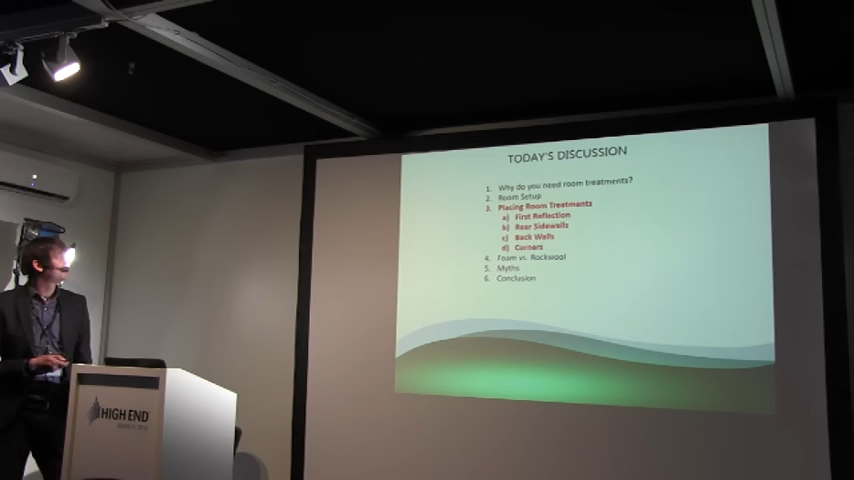 TODAY'S DISCUSSION
1. Why do you need room treatments?
2. Room Setup
3. Placing Room Treatments
a) First Reflection
b) Rear Sidewalls
c) Back Walls
d) Corners
4. Foam vs. Rockwool
5. Myths
6. Conclusion
HIGH END